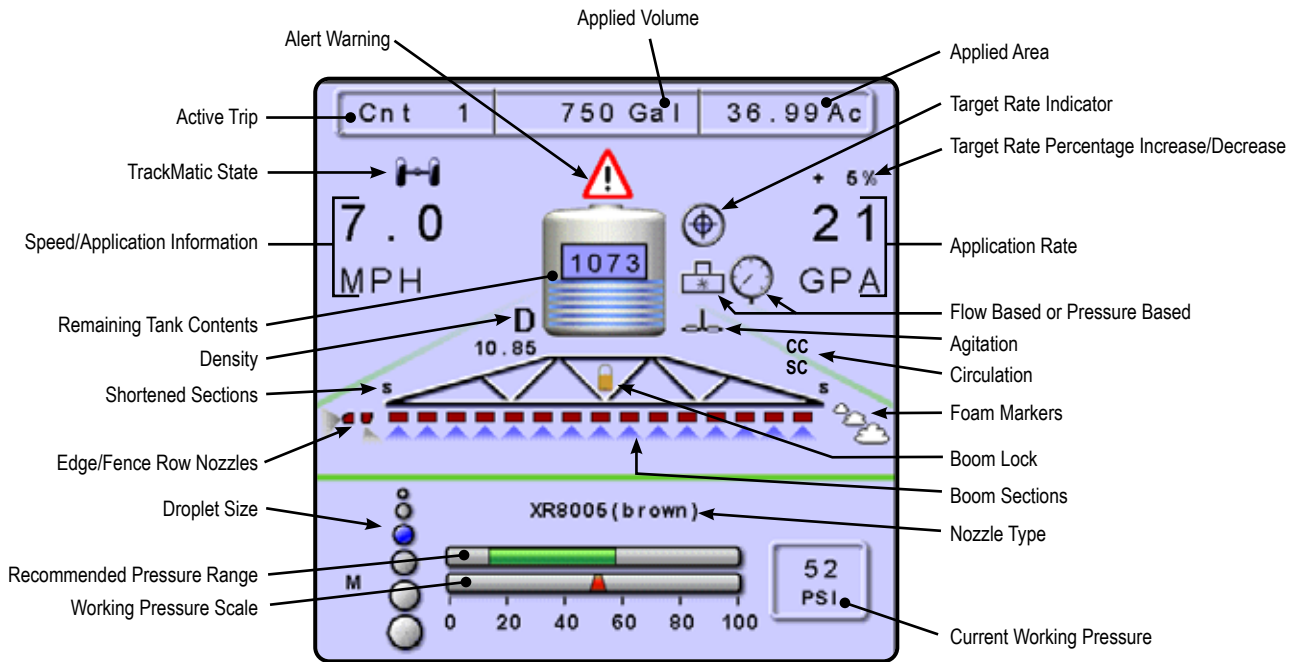 Applied Volume
Alert Warning
Applied Area
Active Trip
Cnt 1
750 Gal
36.99 Ac
Target Rate Indicator
TrackMatic State
Target Rate Percentage Increase/Decrease
+ 5%
7.0
21
Speed/Application Information
Application Rate
1073
MPH
GPA
Flow Based or Pressure Based
Remaining Tank Contents
D
Agitation
Density
10.85
CC
SC
Circulation
Shortened Sections
s
s
Foam Markers
Edge/Fence Row Nozzles
Boom Lock
Boom Sections
Droplet Size
XR8005(brown)
Nozzle Type
Recommended Pressure Range
M
52
PSI
Working Pressure Scale
0 20 40 60 80 100
Current Working Pressure